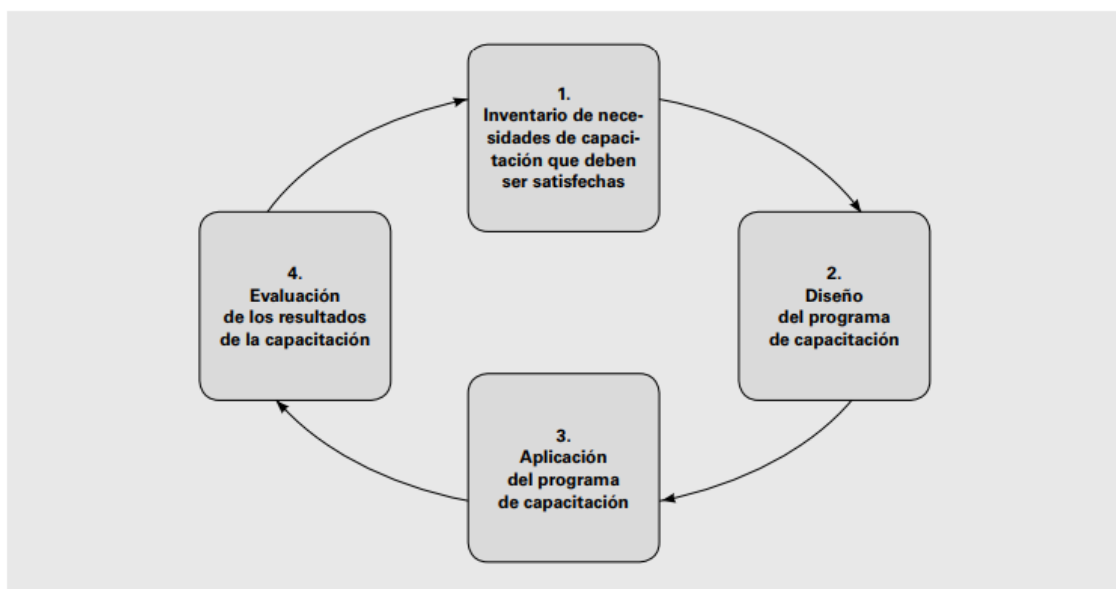 1.
Inventario de nece-
sidades de capaci-
tación que deben
ser satisfechas
2.
Diseño
del programa
de capacitación
3.
Aplicación
del programa
de capacitación
4.
Evaluación
de los resultados
de la capacitación